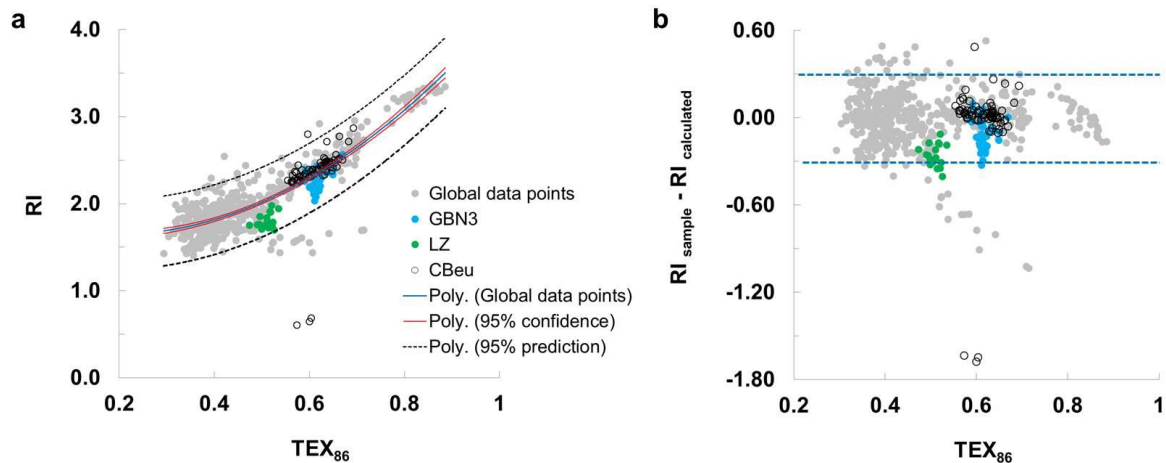 a
4.0
3.0
2.0
1.0
0.0
RI
0.2
0.4
0.6
0.8
1
TEX86
Global data points
GBN3
LZ
CBeu
Poly. (Global data points)
Poly. (95% confidence)
Poly. (95% prediction)
b
0.60
0.00
-0.60
-1.20
-1.80
RI sample - RI calculated
0.2
0.4
0.6
0.8
1
TEX86